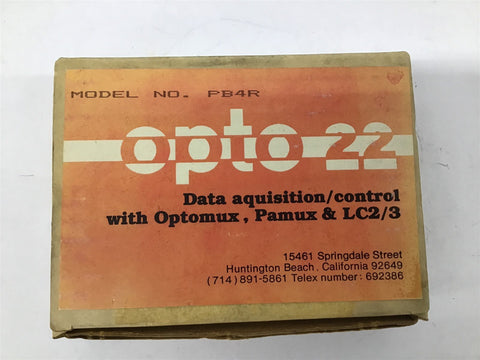 MODEL NO. PB4R
opto 22
Data aquisition/control
with Optomux, Pamux & LC2/3
15461 Springdale Street
Huntington Beach, California 92649
(714) 891-5861 Telex number: 692386